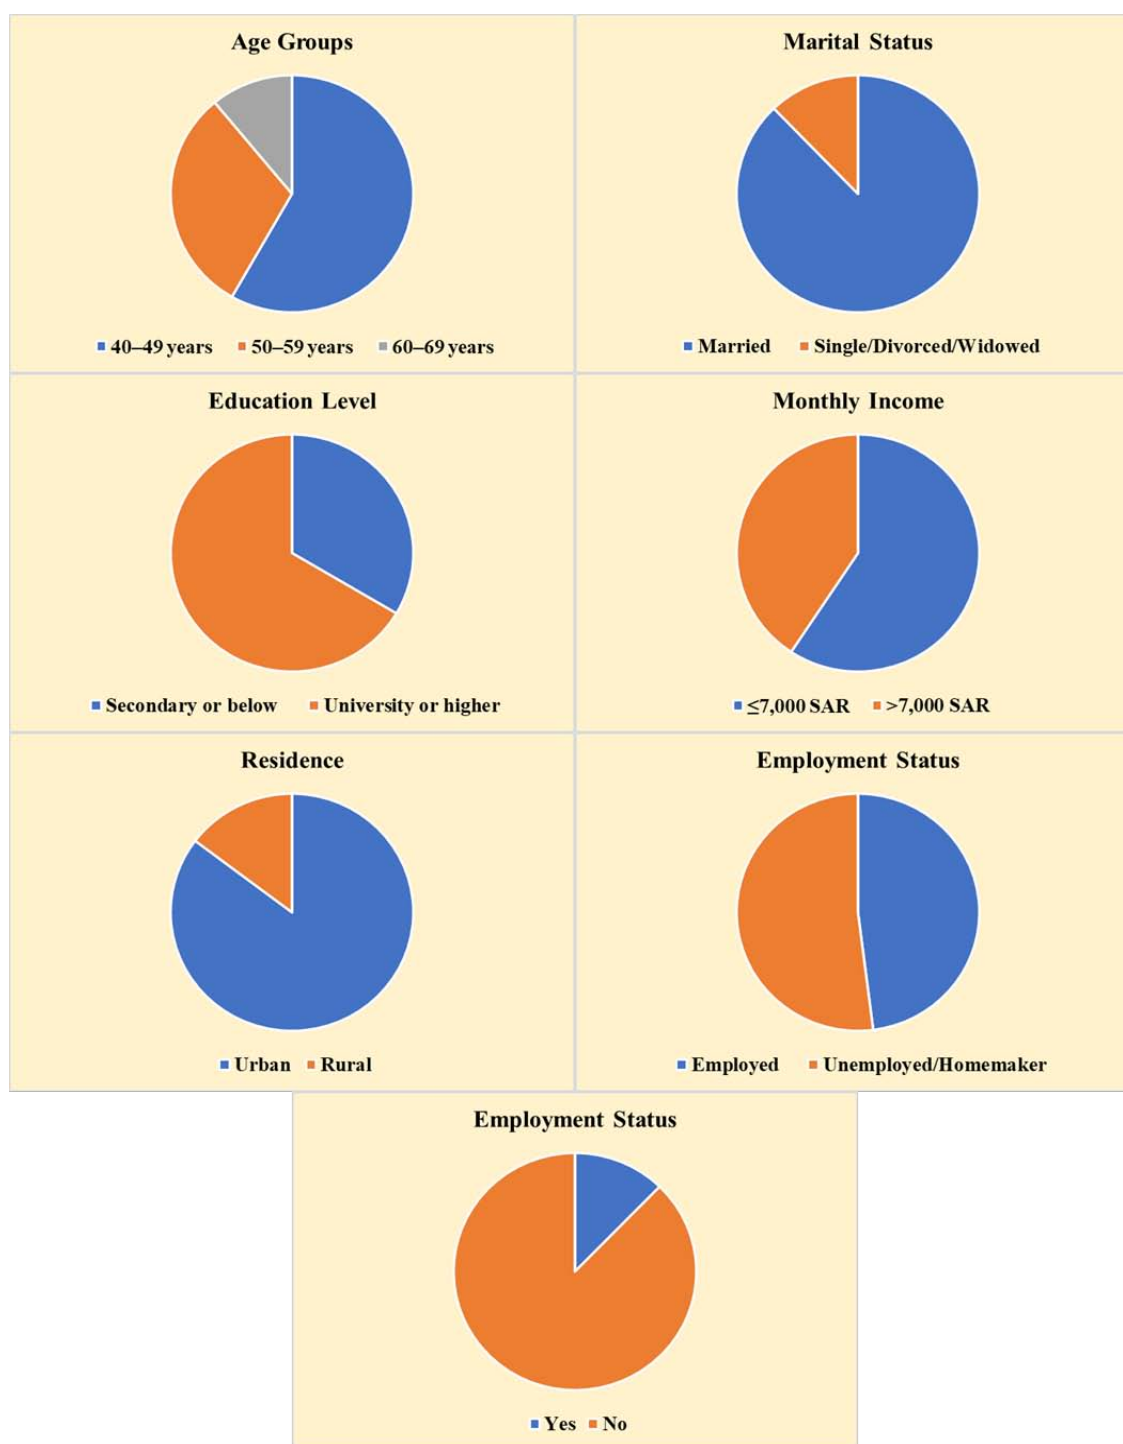 Age Groups
40–49 years 50–59 years 60–69 years
Marital Status
Married Single/Divorced/Widowed
Education Level
Secondary or below University or higher
Monthly Income
≤7,000 SAR >7,000 SAR
Residence
Urban Rural
Employment Status
Employed Unemployed/Homemaker
Employment Status
Yes No